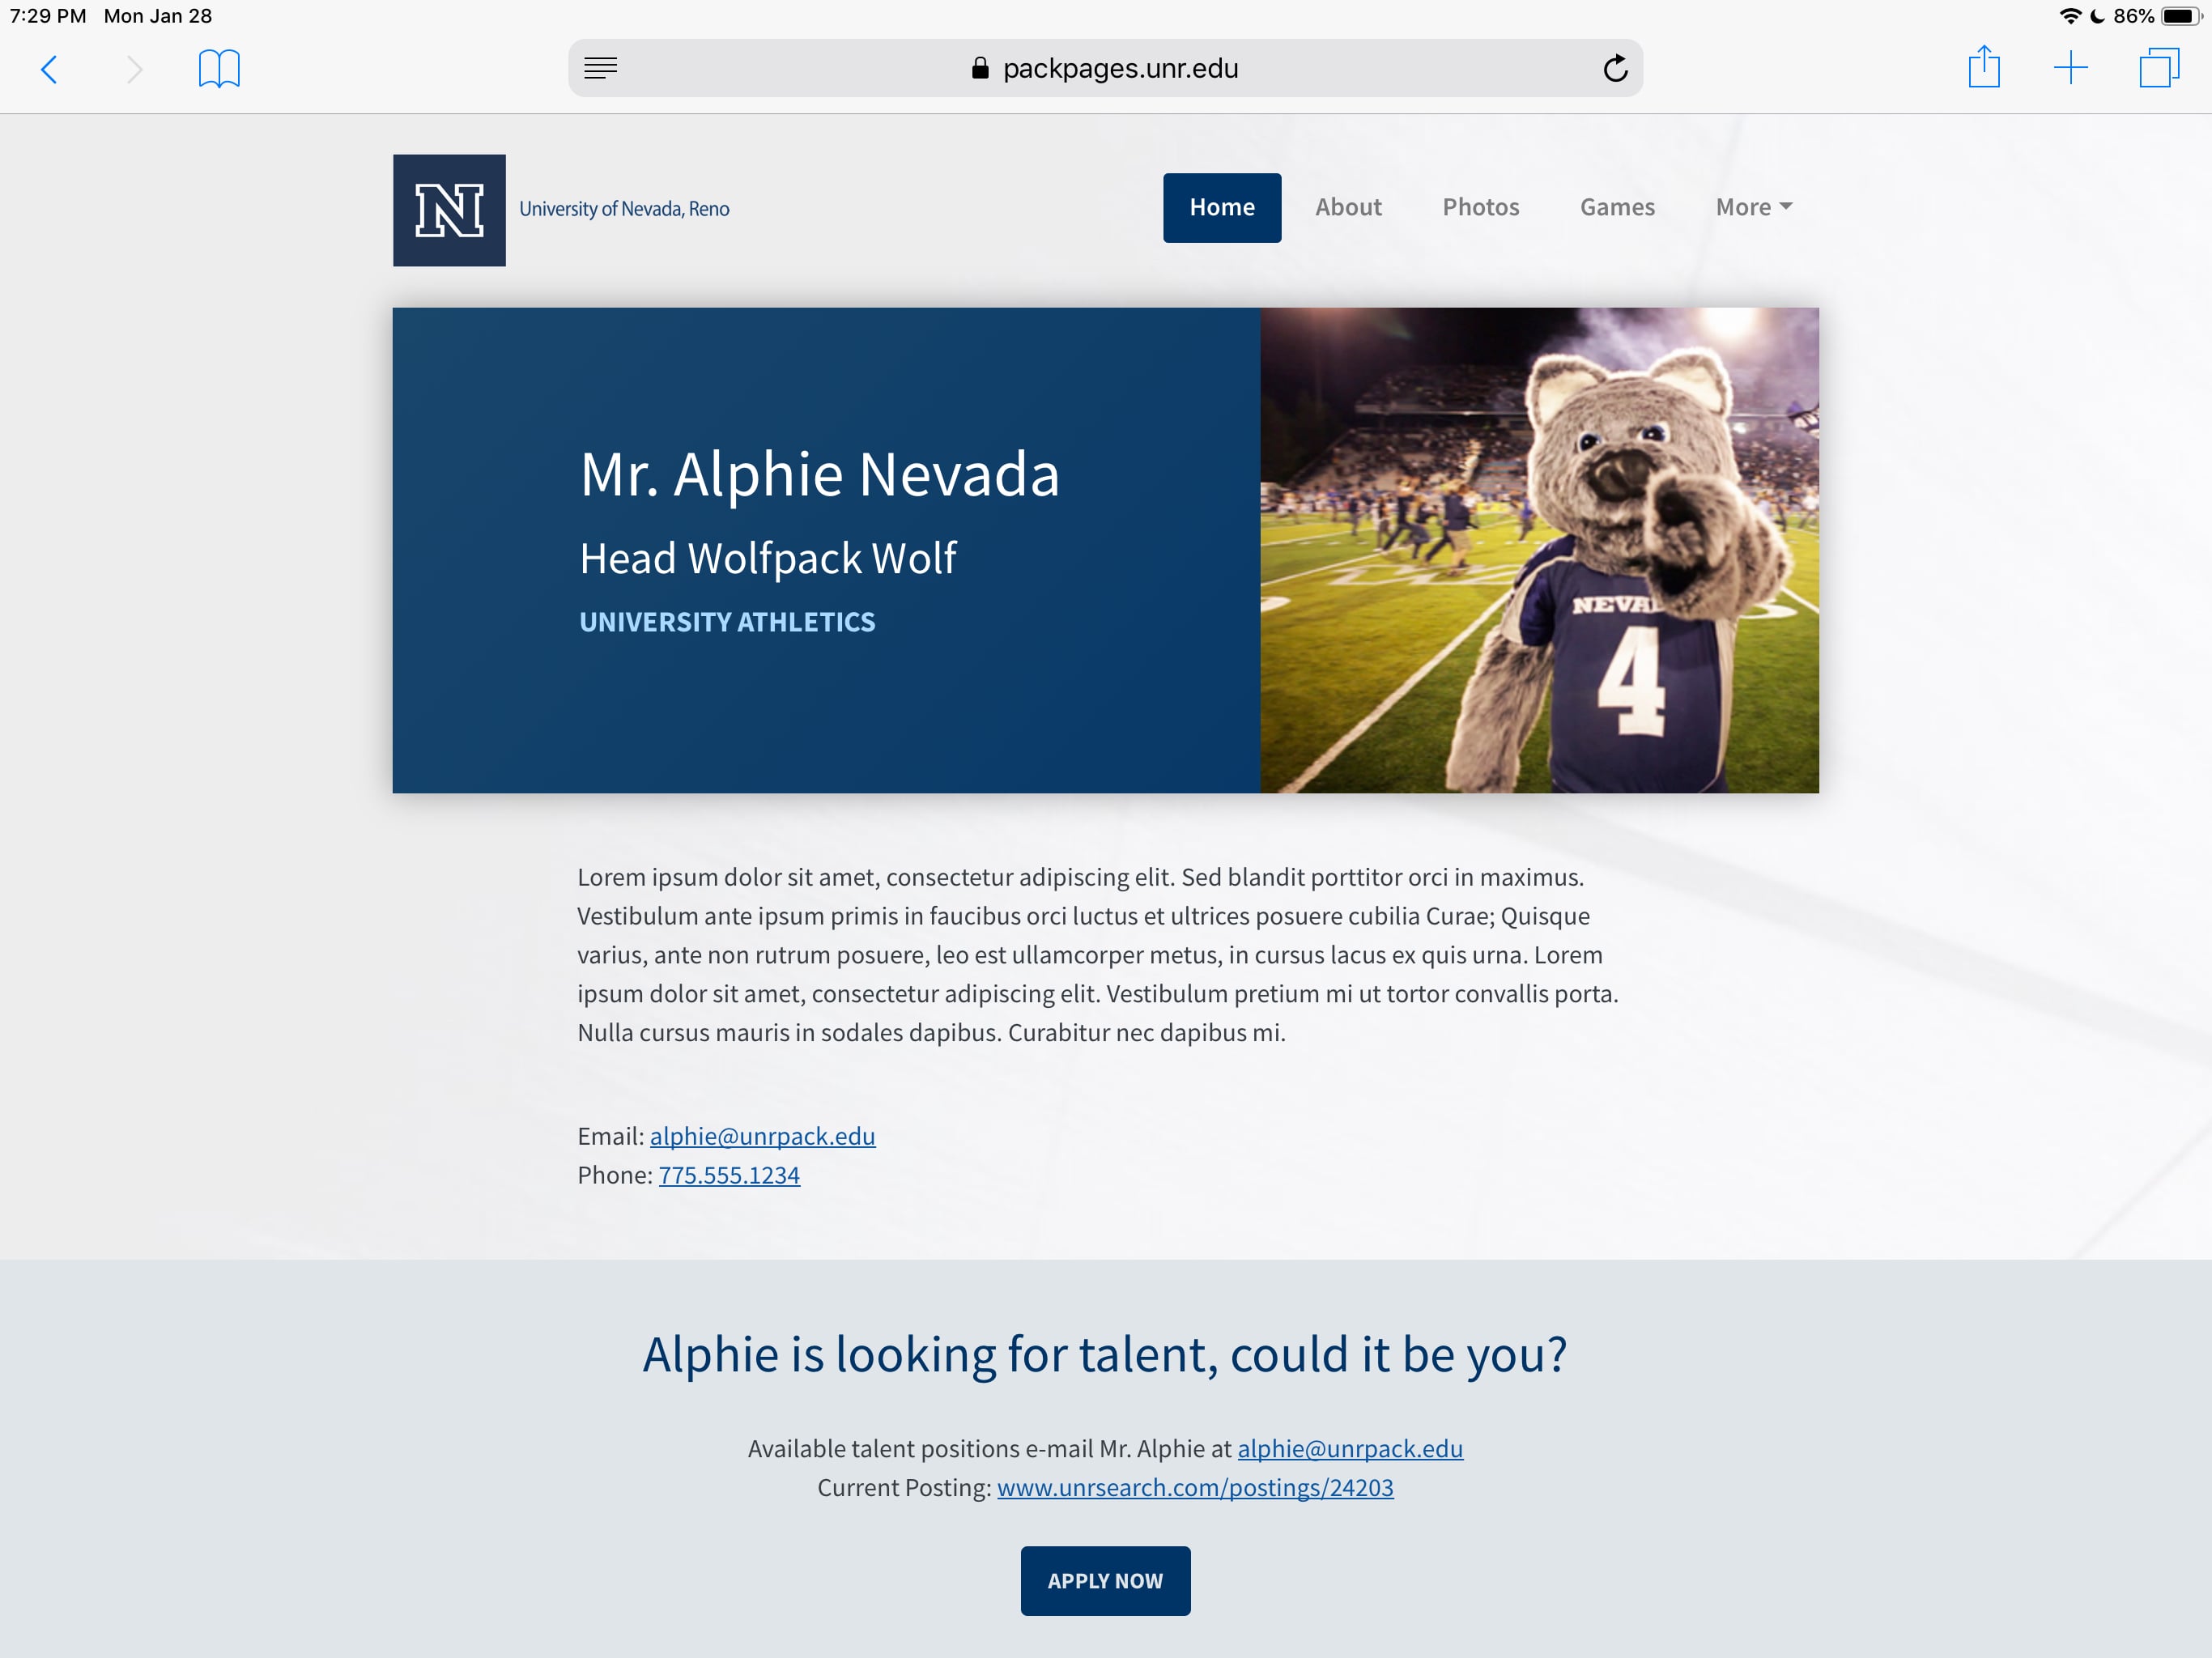 7:29 PM Mon Jan 28
86%
packpages.unr.edu
N
University of Nevada, Reno
Home
About
Photos
Games
More
Mr. Alphie Nevada
Head Wolfpack Wolf
UNIVERSITY ATHLETICS
4
Lorem ipsum dolor sit amet, consectetur adipiscing elit. Sed blandit porttitor orci in maximus.
Vestibulum ante ipsum primis in faucibus orci luctus et ultrices posuere cubilia Curae; Quisque
varius, ante non rutrum posuere, leo est ullamcorper metus, in cursus lacus ex quis urna. Lorem
ipsum dolor sit amet, consectetur adipiscing elit. Vestibulum pretium mi ut tortor convallis porta.
Nulla cursus mauris in sodales dapibus. Curabitur nec dapibus mi.
Email: alphie@unrpack.edu
Phone: 775.555.1234
Alphie is looking for talent, could it be you?
Available talent positions e-mail Mr. Alphie at alphie@unrpack.edu
Current Posting: www.unrsearch.com/postings/24203
APPLY NOW